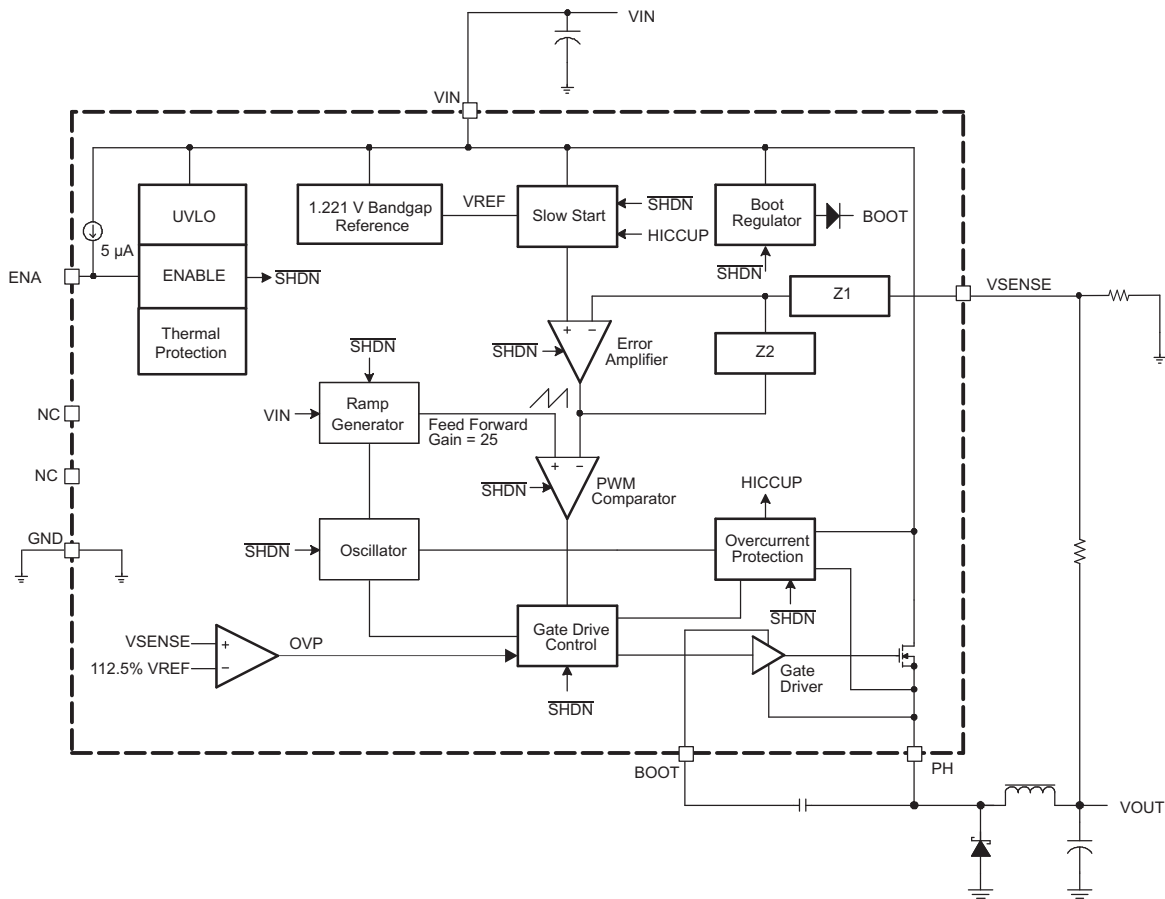 VIN
VIN
UVLO
1.221 V Bandgap
Reference
VREF
Slow Start
SHDN
HICCUP
Boot
Regulator
BOOT
SHDN
5 µA
ENA
ENABLE
SHDN
Thermal
Protection
Z1
VSENSE
Z2
+
−
SHDN
Error
Amplifier
SHDN
VIN
Ramp
Generator
Feed Forward
Gain = 25
NC
NC
+
−
SHDN
PWM
Comparator
HICCUP
GND
SHDN
Oscillator
Overcurrent
Protection
SHDN
VSENSE
+
112.5% VREF
−
OVP
Gate Drive
Control
SHDN
Gate
Driver
BOOT
PH
VOUT